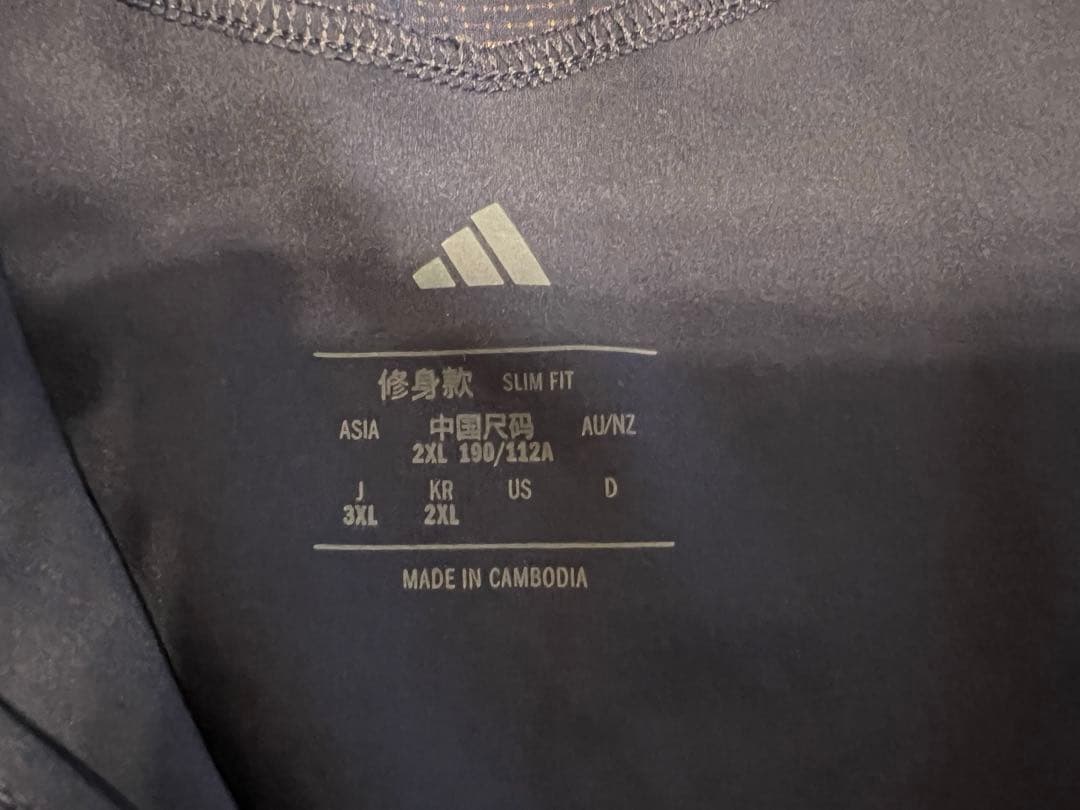 修身款 SLIM FIT
ASIA 中国尺码 AU/NZ
2XL 190/112A
J KR US D
3XL 2XL
MADE IN CAMBODIA